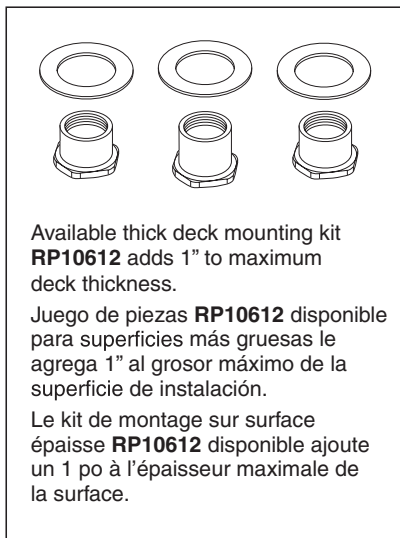 Available thick deck mounting kit
RP10612 adds 1” to maximum
deck thickness.
Juego de piezas RP10612 disponible
para superficies más gruesas le
agrega 1” al grosor máximo de la
superficie de instalación.
Le kit de montage sur surface
épaisse RP10612 disponible ajoute
un 1 po à l’épaisseur maximale de
la surface.